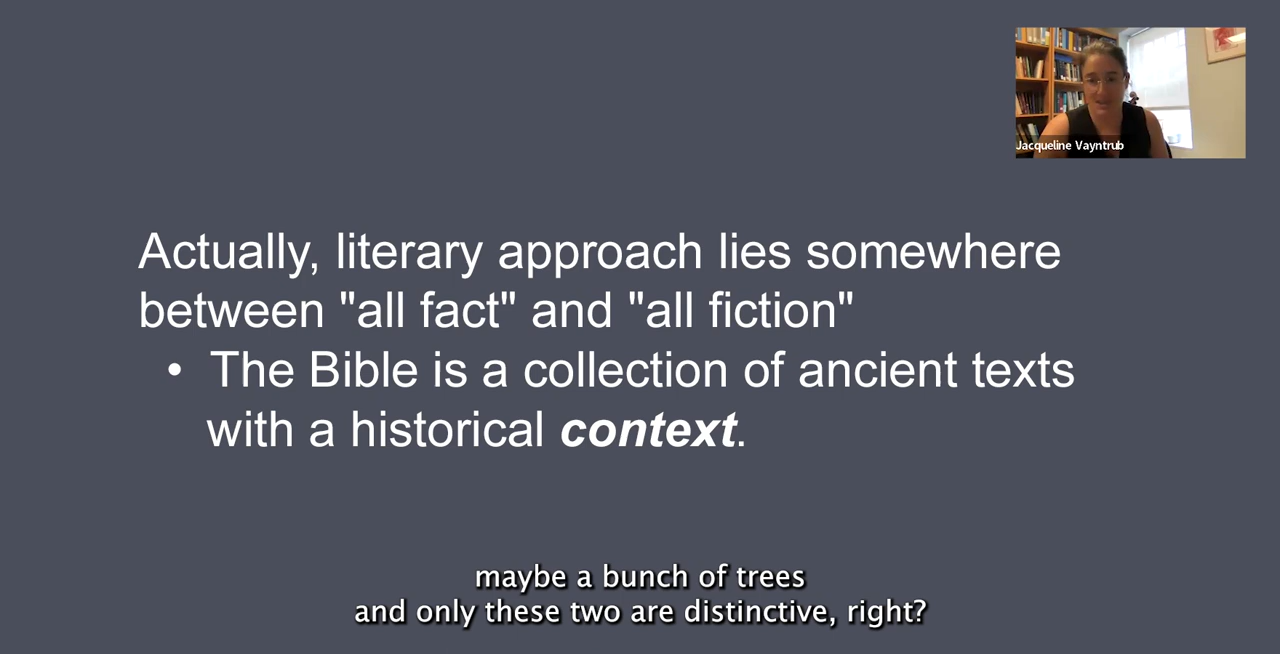 Jacqueline Vayntrub
Actually, literary approach lies somewhere
between "all fact" and "all fiction"
• The Bible is a collection of ancient texts
with a historical context.
maybe a bunch of trees
and only these two are distinctive, right?